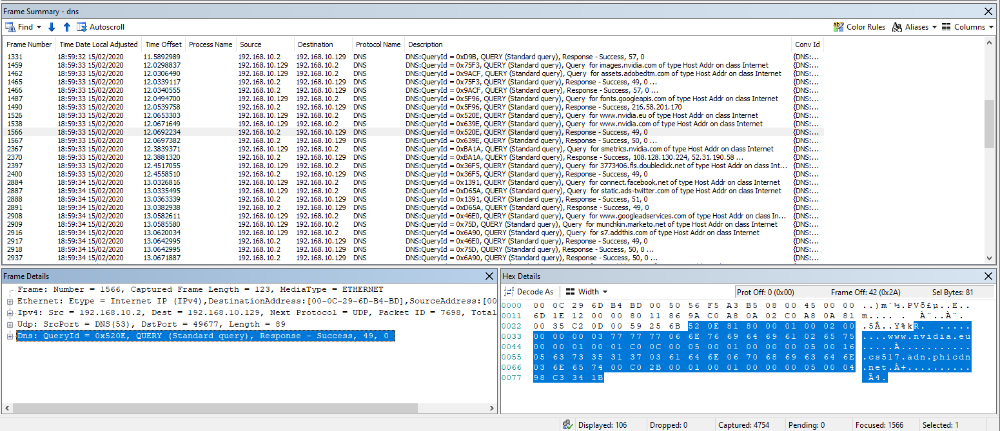 Frame Summary - dns
Find Autoscroll Color Rules Aliases Columns
Frame Number Time Date Local Adjusted Time Offset Process Name Source Destination Protocol Name Description Conv Id
1331 18:59:32 15/02/2020 11.5892989 192.168.10.2 192.168.10.129 DNS DNS:QueryId = 0xD9B, QUERY (Standard query), Response - Success, 57, 0 {DNS:...
1459 18:59:33 15/02/2020 12.0298837 192.168.10.129 192.168.10.2 DNS DNS:QueryId = 0x75F3, QUERY (Standard query), Query for images.nvidia.com of type Host Addr on class Internet {DNS:...
1462 18:59:33 15/02/2020 12.0306490 192.168.10.129 192.168.10.2 DNS DNS:QueryId = 0x9ACF, QUERY (Standard query), Query for assets.adobedtm.com of type Host Addr on class Internet {DNS:...
1465 18:59:33 15/02/2020 12.0339117 192.168.10.2 192.168.10.129 DNS DNS:QueryId = 0x75F3, QUERY (Standard query), Response - Success, 49, 0 ... {DNS:...
1466 18:59:33 15/02/2020 12.0340555 192.168.10.2 192.168.10.129 DNS DNS:QueryId = 0x9ACF, QUERY (Standard query), Response - Success, 57, 0 ... {DNS:...
1487 18:59:33 15/02/2020 12.0494700 192.168.10.129 192.168.10.2 DNS DNS:QueryId = 0x5F96, QUERY (Standard query), Query for fonts.googleapis.com of type Host Addr on class Internet {DNS:...
1490 18:59:33 15/02/2020 12.0539758 192.168.10.2 192.168.10.129 DNS DNS:QueryId = 0x5F96, QUERY (Standard query), Response - Success, 216.58.201.170 {DNS:...
1526 18:59:33 15/02/2020 12.0653303 192.168.10.129 192.168.10.2 DNS DNS:QueryId = 0x520E, QUERY (Standard query), Query for www.nvidia.eu of type Host Addr on class Internet {DNS:...
1538 18:59:33 15/02/2020 12.0671649 192.168.10.129 192.168.10.2 DNS DNS:QueryId = 0x639E, QUERY (Standard query), Query for www.nvidia.com of type Host Addr on class Internet {DNS:...
1566 18:59:33 15/02/2020 12.0692234 192.168.10.2 192.168.10.129 DNS DNS:QueryId = 0x520E, QUERY (Standard query), Response - Success, 49, 0 {DNS:...
1567 18:59:33 15/02/2020 12.0697382 192.168.10.2 192.168.10.129 DNS DNS:QueryId = 0x639E, QUERY (Standard query), Response - Success, 50, 0 ... {DNS:...
2367 18:59:33 15/02/2020 12.3839371 192.168.10.129 192.168.10.2 DNS DNS:QueryId = 0xBA1A, QUERY (Standard query), Query for smetrics.nvidia.com of type Host Addr on class Internet {DNS:...
2370 18:59:33 15/02/2020 12.3881320 192.168.10.2 192.168.10.129 DNS DNS:QueryId = 0xBA1A, QUERY (Standard query), Response - Success, 108.128.130.224, 52.31.190.58 ... {DNS:...
2397 18:59:33 15/02/2020 12.4517055 192.168.10.129 192.168.10.2 DNS DNS:QueryId = 0x36F5, QUERY (Standard query), Query for 3773406.fls.doubleclick.net of type Host Addr on class Int... {DNS:...
2400 18:59:33 15/02/2020 12.4558510 192.168.10.2 192.168.10.129 DNS DNS:QueryId = 0x36F5, QUERY (Standard query), Response - Success, 49, 0 {DNS:...
2884 18:59:34 15/02/2020 13.0326816 192.168.10.129 192.168.10.2 DNS DNS:QueryId = 0x1391, QUERY (Standard query), Query for connect.facebook.net of type Host Addr on class Internet {DNS:...
2887 18:59:34 15/02/2020 13.0335495 192.168.10.129 192.168.10.2 DNS DNS:QueryId = 0xD65A, QUERY (Standard query), Query for static.ads-twitter.com of type Host Addr on class Internet {DNS:...
2888 18:59:34 15/02/2020 13.0363339 192.168.10.2 192.168.10.129 DNS DNS:QueryId = 0x1391, QUERY (Standard query), Response - Success, 51, 0 {DNS:...
2891 18:59:34 15/02/2020 13.0382938 192.168.10.2 192.168.10.129 DNS DNS:QueryId = 0xD65A, QUERY (Standard query), Response - Success, 49, 0 {DNS:...
2908 18:59:34 15/02/2020 13.0582611 192.168.10.129 192.168.10.2 DNS DNS:QueryId = 0x46E0, QUERY (Standard query), Query for www.googleadservices.com of type Host Addr on class In... {DNS:...
2909 18:59:34 15/02/2020 13.0585580 192.168.10.129 192.168.10.2 DNS DNS:QueryId = 0x75D, QUERY (Standard query), Query for munchkin.marketo.net of type Host Addr on class Internet {DNS:...
2916 18:59:34 15/02/2020 13.0620034 192.168.10.129 192.168.10.2 DNS DNS:QueryId = 0x6A90, QUERY (Standard query), Query for s7.addthis.com of type Host Addr on class Internet {DNS:...
2917 18:59:34 15/02/2020 13.0642995 192.168.10.2 192.168.10.129 DNS DNS:QueryId = 0x46E0, QUERY (Standard query), Response - Success, 49, 0 {DNS:...
2918 18:59:34 15/02/2020 13.0642995 192.168.10.2 192.168.10.129 DNS DNS:QueryId = 0x75D, QUERY (Standard query), Response - Success, 50, 0 ... {DNS:...
2937 18:59:34 15/02/2020 13.0671887 192.168.10.2 192.168.10.129 DNS DNS:QueryId = 0x6A90, QUERY (Standard query), Response - Success, 50, 0 ... {DNS:...
Frame Details
Frame: Number = 1566, Captured Frame Length = 123, MediaType = ETHERNET
Ethernet: Etype = Internet IP (IPv4),DestinationAddress:[00-0C-29-6D-B4-BD],SourceAddress:[00
Ipv4: Src = 192.168.10.2, Dest = 192.168.10.129, Next Protocol = UDP, Packet ID = 7698, Total
Udp: SrcPort = DNS(53), DstPort = 49677, Length = 89
Dns: QueryId = 0x520E, QUERY (Standard query), Response - Success, 49, 0
Hex Details
Decode As Width Prot Off: 0 (0x00) Frame Off: 42 (0x2A) Sel Bytes: 81
0000 00 0C 29 6D B4 BD 00 50 56 F5 A3 B5 08 00 45 00 00 ..)m´½.PVõ£µ..E..
0011 6D 1E 12 00 00 80 11 86 9A C0 A8 0A 02 C0 A8 0A 81 m..... . À¨..À¨.
0022 00 35 C2 0D 00 59 25 6B 52 0E 81 80 00 01 00 02 00 .5Â..Y%kR. ......
0033 00 00 00 03 77 77 77 06 6E 76 69 64 69 61 02 65 75 ....www.nvidia.eu
0044 00 00 01 00 01 C0 0C 00 05 00 01 00 00 00 05 00 16 .....À...........
0055 05 63 73 35 31 37 03 61 64 6E 06 70 68 69 63 64 6E .cs517.adn.phicdn
0066 03 6E 65 74 00 C0 2B 00 01 00 01 00 00 00 05 00 04 .net.À+..........
0077 98 C3 34 1B Ã4.
Displayed: 106 Dropped: 0 Captured: 4754 Pending: 0 Focused: 1566 Selected: 1